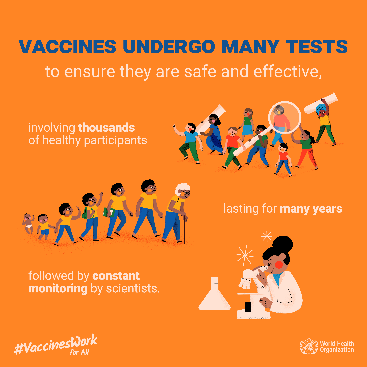 VACCINES UNDERGO MANY TESTS
to ensure they are safe and effective,
involving thousands
of healthy participants
lasting for many years
followed by constant
monitoring by scientists.
#VaccinesWork
for All
World Health
Organization